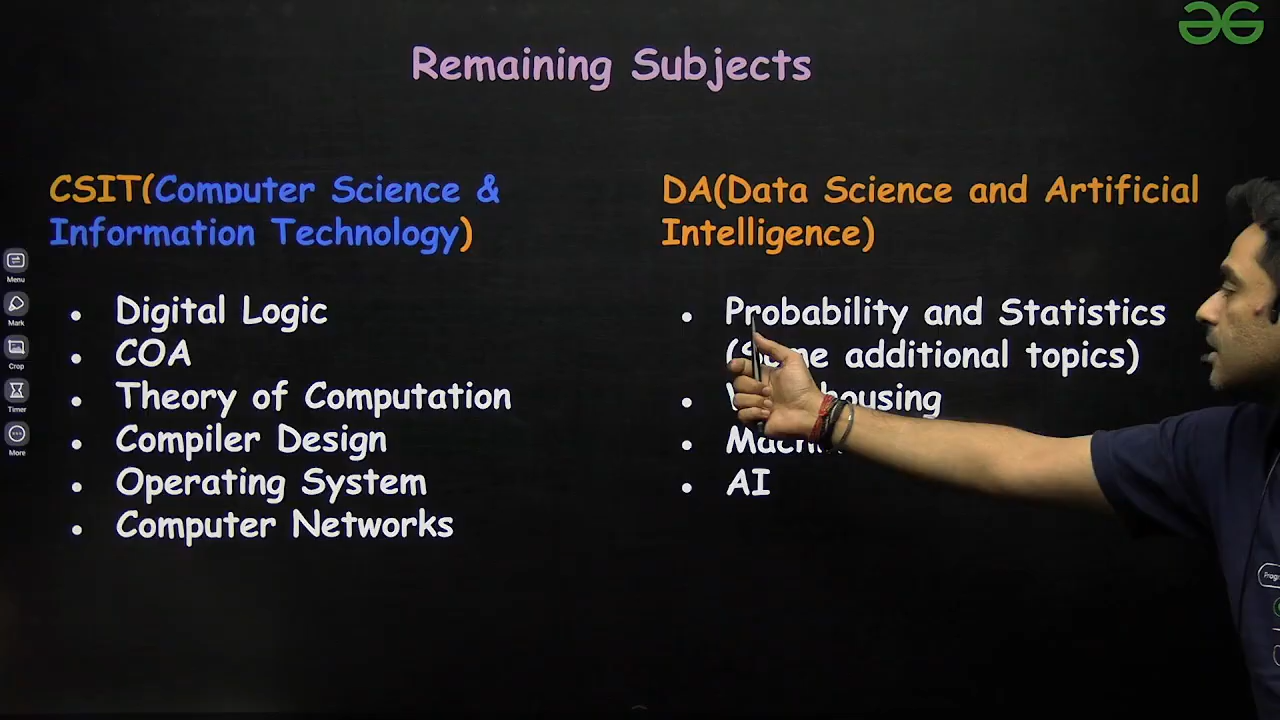 Remaining Subjects
CSIT(Computer Science &
Information Technology)
Digital Logic
COA
Theory of Computation
Compiler Design
Operating System
Computer Networks
DA(Data Science and Artificial
Intelligence)
Probability and Statistics
additional topics)
AI
Menu
Mark
Crop
Timer
More